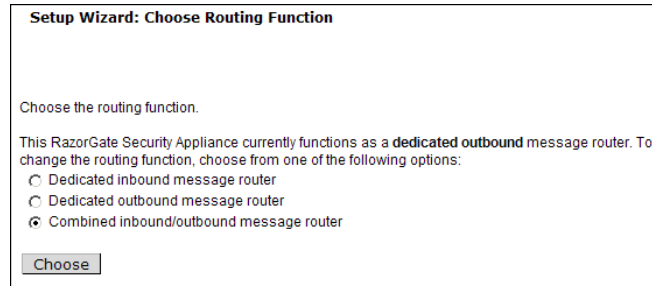 Setup Wizard: Choose Routing Function
Choose the routing function.
This RazorGate Security Appliance currently functions as a dedicated outbound message router. To
change the routing function, choose from one of the following options:
Dedicated inbound message router
Dedicated outbound message router
Combined inbound/outbound message router
Choose